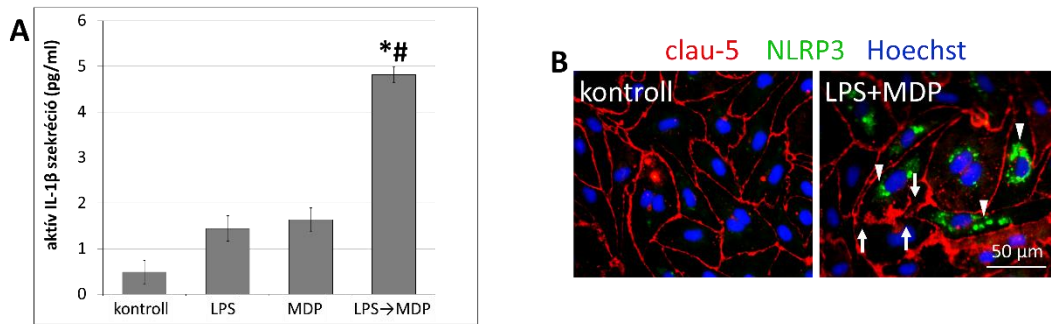 A
aktív IL-1β szekréció (pg/ml)
6
5
4
3
2
1
0
*#
kontroll LPS MDP LPS→MDP
B
clau-5 NLRP3 Hoechst
kontroll
LPS+MDP
50 µm